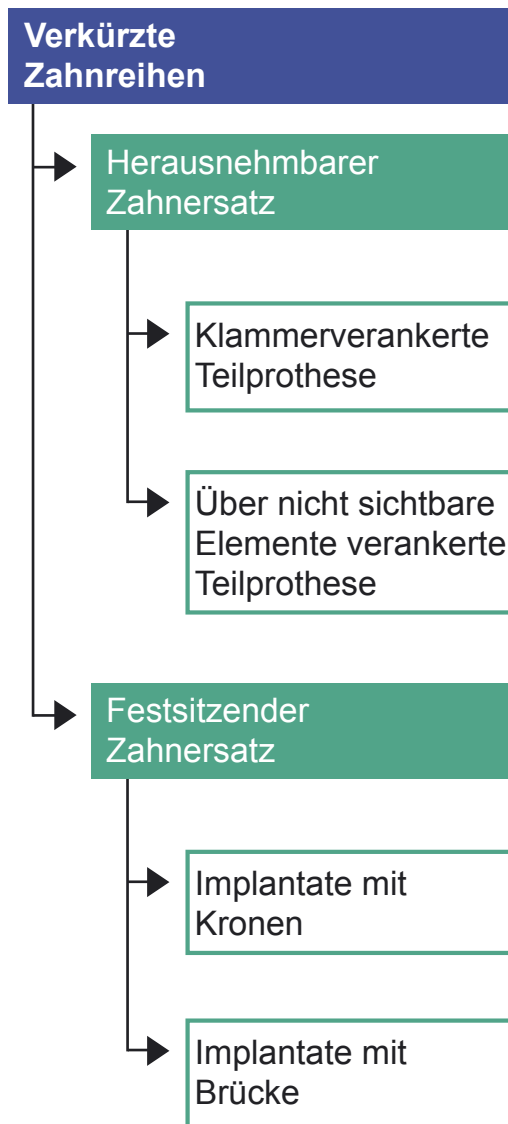 Verkürzte
Zahnreihen
Herausnehmbarer
Zahnersatz
Klammerverankerte
Teilprothese
Über nicht sichtbare
Elemente verankerte
Teilprothese
Festsitzender
Zahnersatz
Implantate mit
Kronen
Implantate mit
Brücke